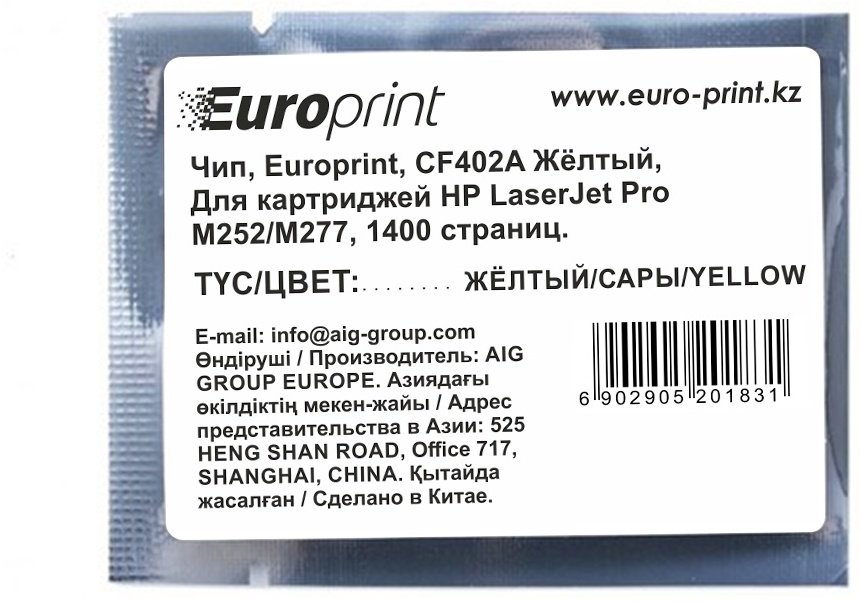 Europrint
www.euro-print.kz
Чип, Europrint, CF402A Жёлтый,
Для картриджей HP LaserJet Pro
M252/M277, 1400 страниц.
ТҮС/ЦВЕТ:........ ЖЁЛТЫЙ/САРЫ/YELLOW
E-mail: info@aig-group.com
Өндіруші / Производитель: AIG
GROUP EUROPE. Азиядағы
өкілдіктің мекен-жайы / Адрес
представительства в Азии: 525
HENG SHAN ROAD, Office 717,
SHANGHAI, CHINA. Қытайда
жасалған / Сделано в Китае.
6 902905 201831